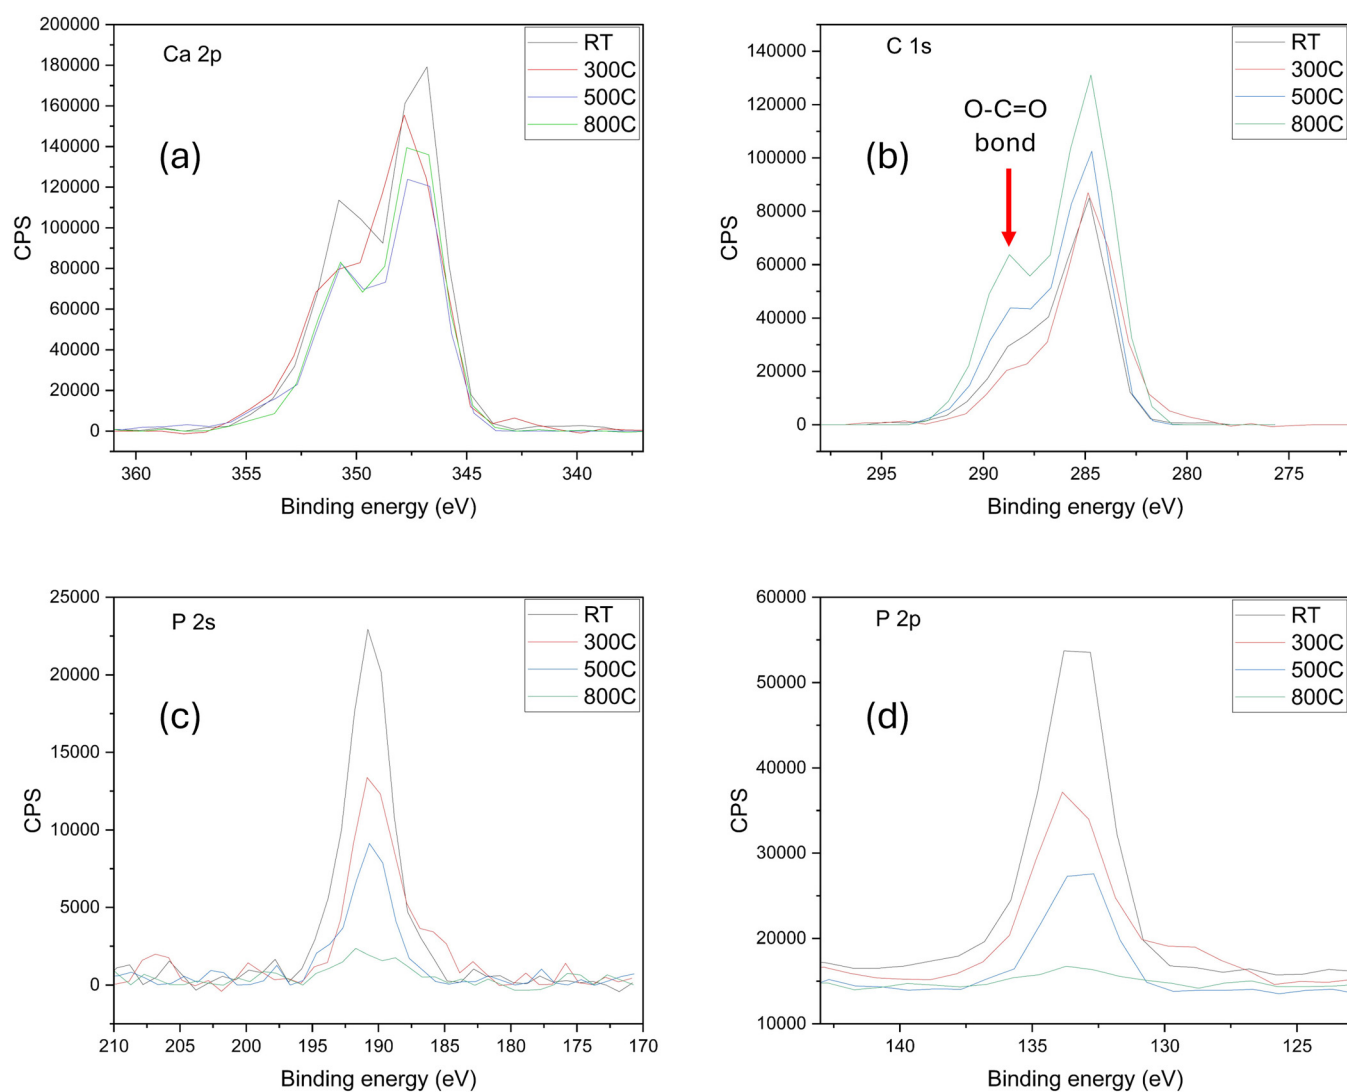 Ca 2p
(a)
RT
300C
500C
800C
CPS
200000
180000
160000
140000
120000
100000
80000
60000
40000
20000
0
360
355
350
345
340
Binding energy (eV)
C 1s
(b)
O-C=O
bond
RT
300C
500C
800C
CPS
140000
120000
100000
80000
60000
40000
20000
0
295
290
285
280
275
Binding energy (eV)
P 2s
(c)
RT
300C
500C
800C
CPS
25000
20000
15000
10000
5000
0
210
205
200
195
190
185
180
175
170
Binding energy (eV)
P 2p
(d)
RT
300C
500C
800C
CPS
60000
50000
40000
30000
20000
10000
140
135
130
125
Binding energy (eV)